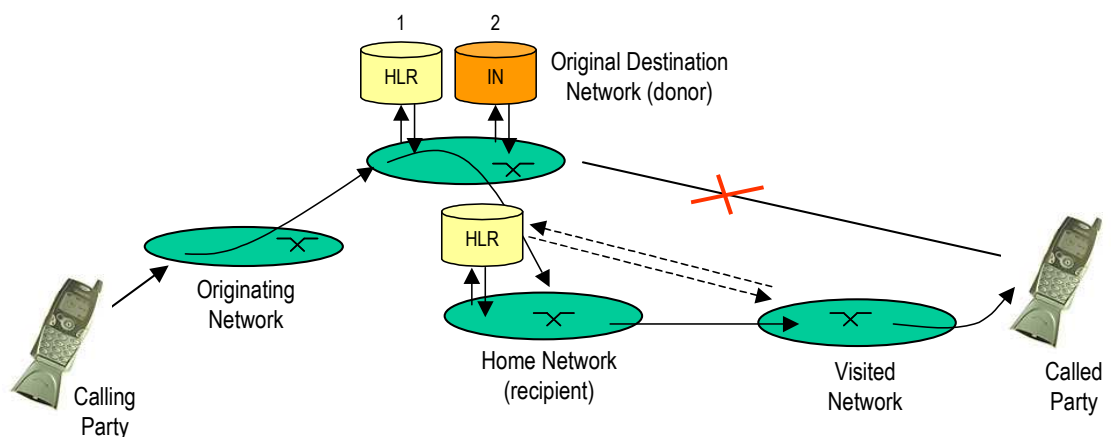 1
2
HLR
IN
Original Destination
Network (donor)
HLR
Originating
Network
Home Network
(recipient)
Visited
Network
Called
Party
Calling
Party